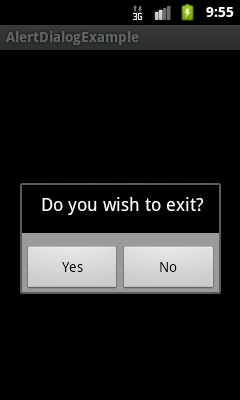 3G 9:55
AlertDialogExample
Do you wish to exit?
Yes No